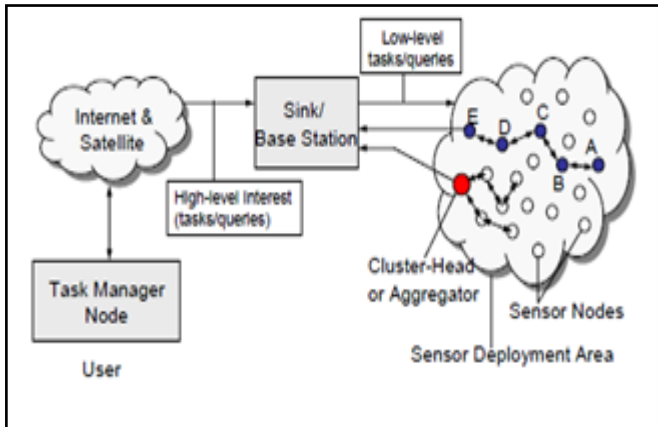 Low-level
tasks/queries
Internet &
Satellite
Sink/
Base Station
E
D
C
A
B
High-level Interest
(tasks/queries)
Cluster-Head
or Aggregator
Task Manager
Node
Sensor Nodes
Sensor Deployment Area
User